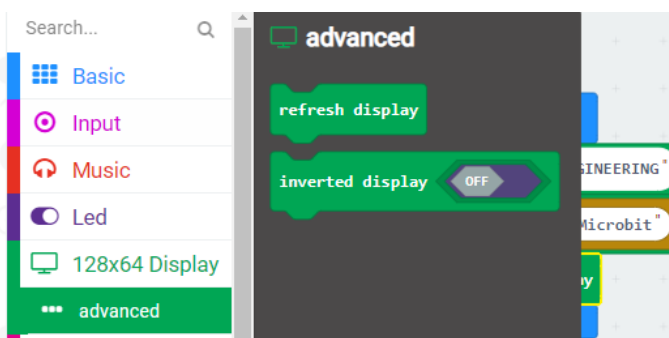 Search...
Basic
Input
Music
Led
128x64 Display
advanced
advanced
refresh display
inverted display OFF
GINEERING"
Microbit"